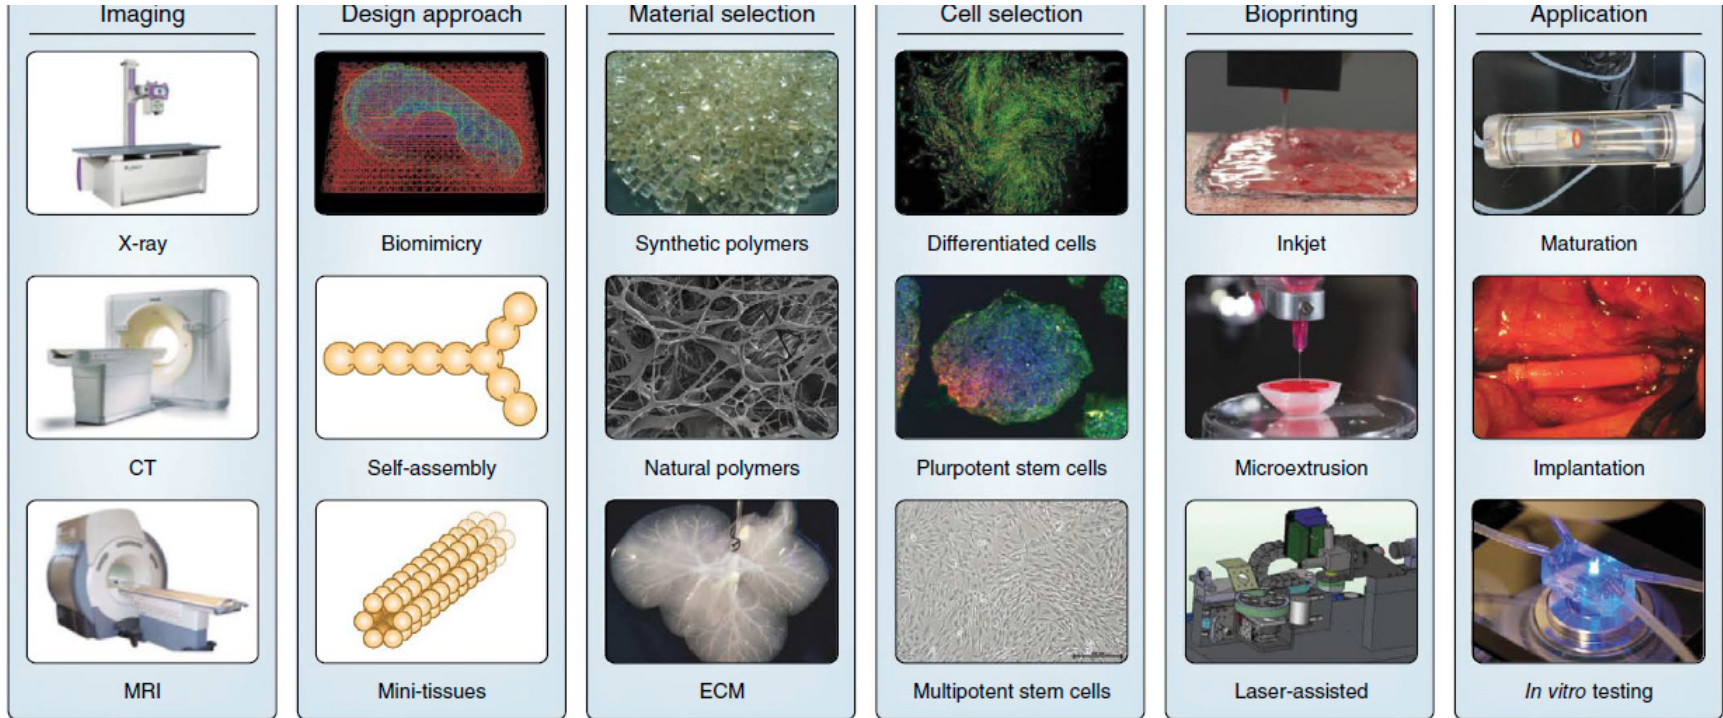 Imaging
Design approach
Material selection
Cell selection
Bioprinting
Application
X-ray
Biomimicry
Synthetic polymers
Differentiated cells
Inkjet
Maturation
CT
Self-assembly
Natural polymers
Plurpotent stem cells
Microextrusion
Implantation
MRI
Mini-tissues
ECM
Multipotent stem cells
Laser-assisted
In vitro testing